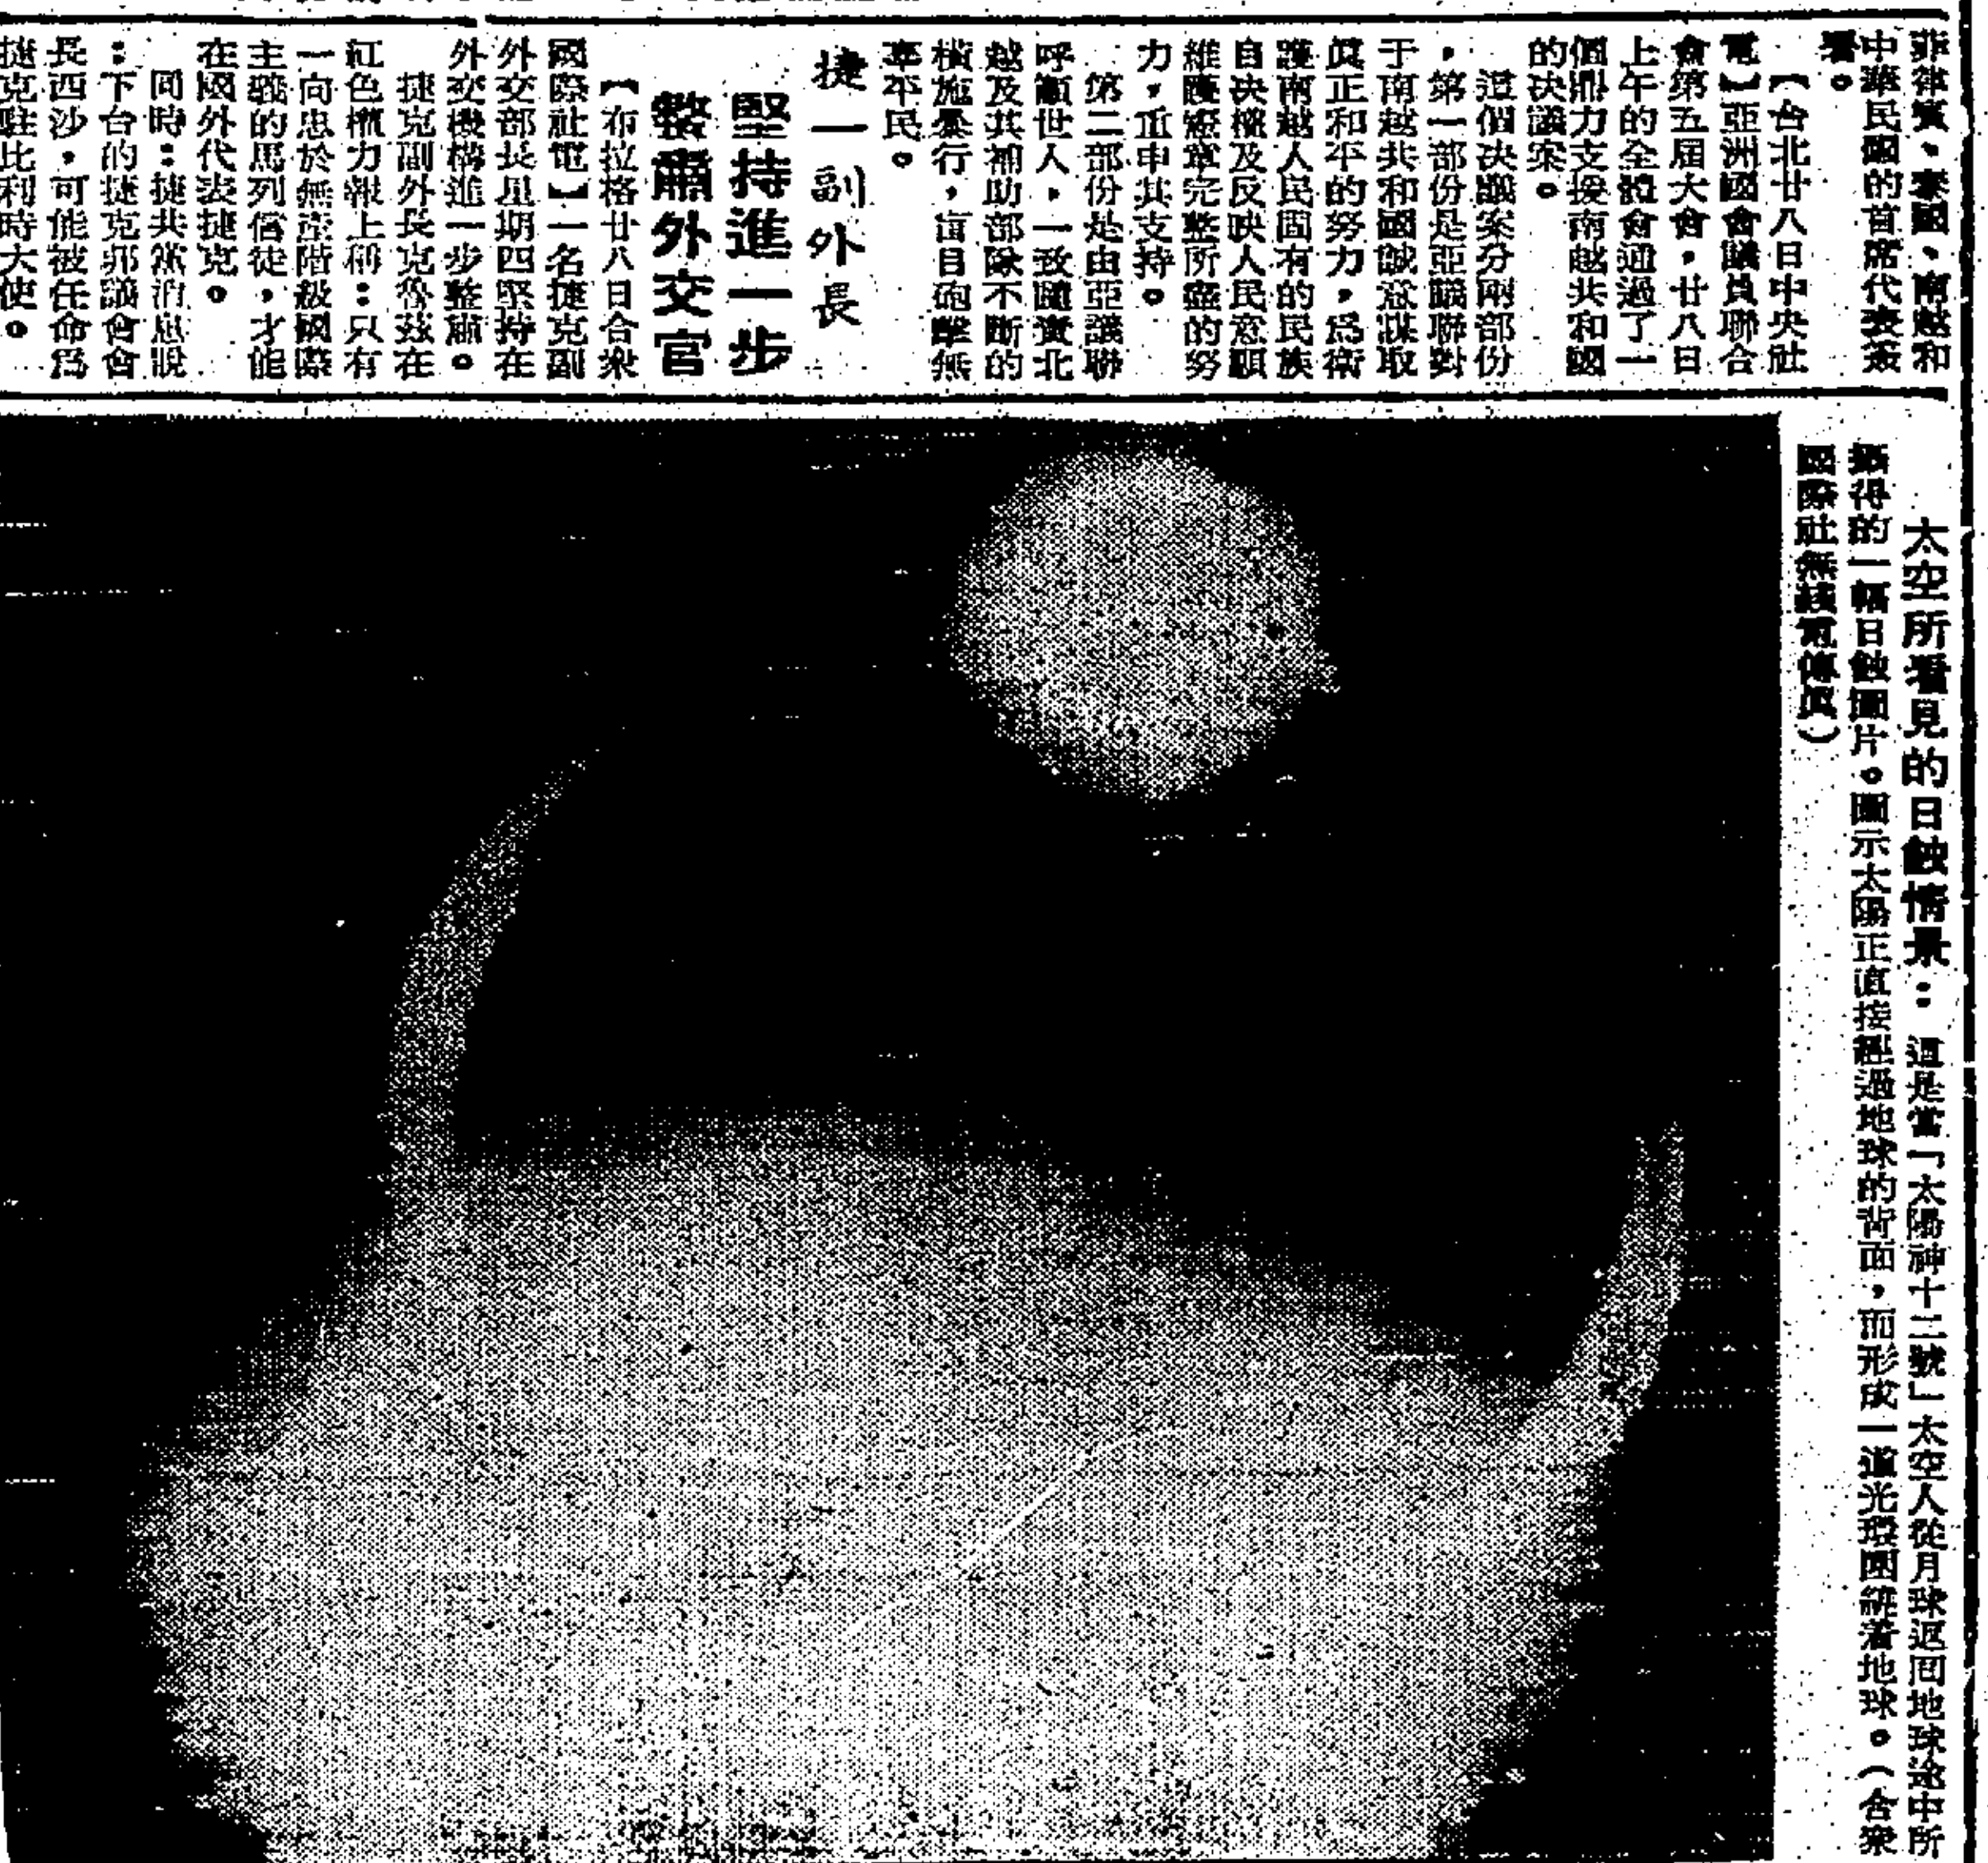 菲律賓、泰國、南越和
中華民國的首席代表簽
署。
【台北廿八日中央社
電】亞洲國會議員聯合
會第五屆大會，廿八日
上午的全體會通過了一
個鼎力支援南越共和國
的決議案。
這個決議案分兩部份
，第一部份是亞議聯對
于南越共和國誠意謀取
眞正和平的努力，爲衛
護南越人民固有的民族
自決權及反映人民意願
維護憲章完整所盡的努
力，重申其支持。
第二部份是由亞議聯
呼籲世人，一致譴責北
越及其補助部隊不斷的
橫施暴行，盲目砲擊無
辜平民。
捷一副外長
堅持進一步
整肅外交官
【布拉格廿八日合衆
國際社電】一名捷克副
外交部長星期四堅持在
外交機構進一步整肅。
捷克副外長克魯茲在
紅色權力報上稱：只有
一向忠於無產階級國際
主義的馬列信徒，才能
在國外代表捷克。
同時：捷共黨消息說
：下台的捷克邦議會會
長西沙，可能被任命爲
捷克駐比利時大使。
太空所看見的日蝕情景：這是當「太陽神十二號」太空人從月球返囘地球途中所
攝得的一幅日蝕圖片。圖示太陽正直接經過地球的背面，而形成一道光環圍繞着地球。（合衆
國際社無綫電傳眞）